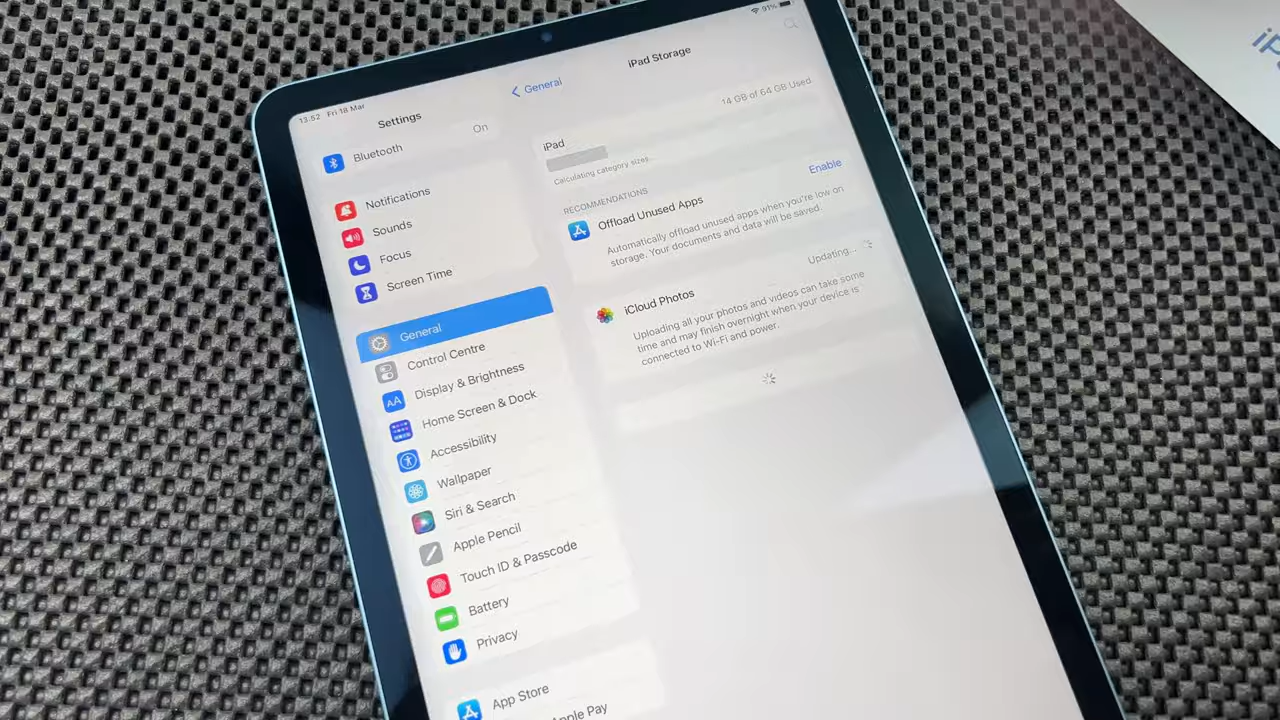 13:52 Fri 18 Mar
91%
Settings
Bluetooth
On
Notifications
Sounds
Focus
Screen Time
General
Control Centre
Display & Brightness
Home Screen & Dock
Accessibility
Wallpaper
Siri & Search
Apple Pencil
Touch ID & Passcode
Battery
Privacy
App Store
Apple Pay
General
iPad Storage
iPad
14 GB of 64 GB Used
Calculating category sizes…
RECOMMENDATIONS
Offload Unused Apps
Enable
Automatically offload unused apps when you're low on
storage. Your documents and data will be saved.
iCloud Photos
Updating…
Uploading all your photos and videos can take some
time and may finish overnight when your device is
connected to Wi-Fi and power.